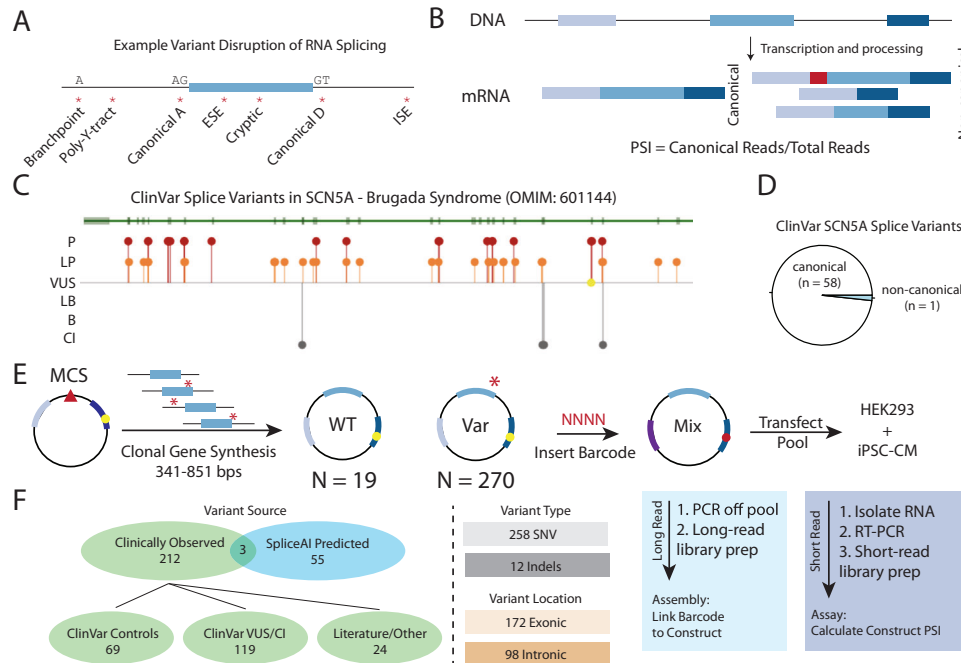 A
Example Variant Disruption of RNA Splicing
A
AG
GT
* * * * * * *
Branchpoint
Poly-Y-tract
Canonical A
ESE
Cryptic
Canonical D
ISE
B
DNA
Transcription and processing
mRNA
Canonical
PSI = Canonical Reads/Total Reads
C
ClinVar Splice Variants in SCN5A - Brugada Syndrome (OMIM: 601144)
P
LP
VUS
LB
B
CI
D
ClinVar SCN5A Splice Variants
canonical
(n = 58)
non-canonical
(n = 1)
E
MCS
* * *
Clonal Gene Synthesis
341-851 bps
WT
N = 19
*
Var
N = 270
NNNN
Insert Barcode
Mix
Transfect
Pool
HEK293
+
iPSC-CM
F
Variant Source
Clinically Observed
212
3
SpliceAI Predicted
55
ClinVar Controls
69
ClinVar VUS/CI
119
Literature/Other
24
Variant Type
258 SNV
12 Indels
Variant Location
172 Exonic
98 Intronic
Long Read
1. PCR off pool
2. Long-read
library prep
Assembly:
Link Barcode
to Construct
Short Read
1. Isolate RNA
2. RT-PCR
3. Short-read
library prep
Assay:
Calculate Construct PSI